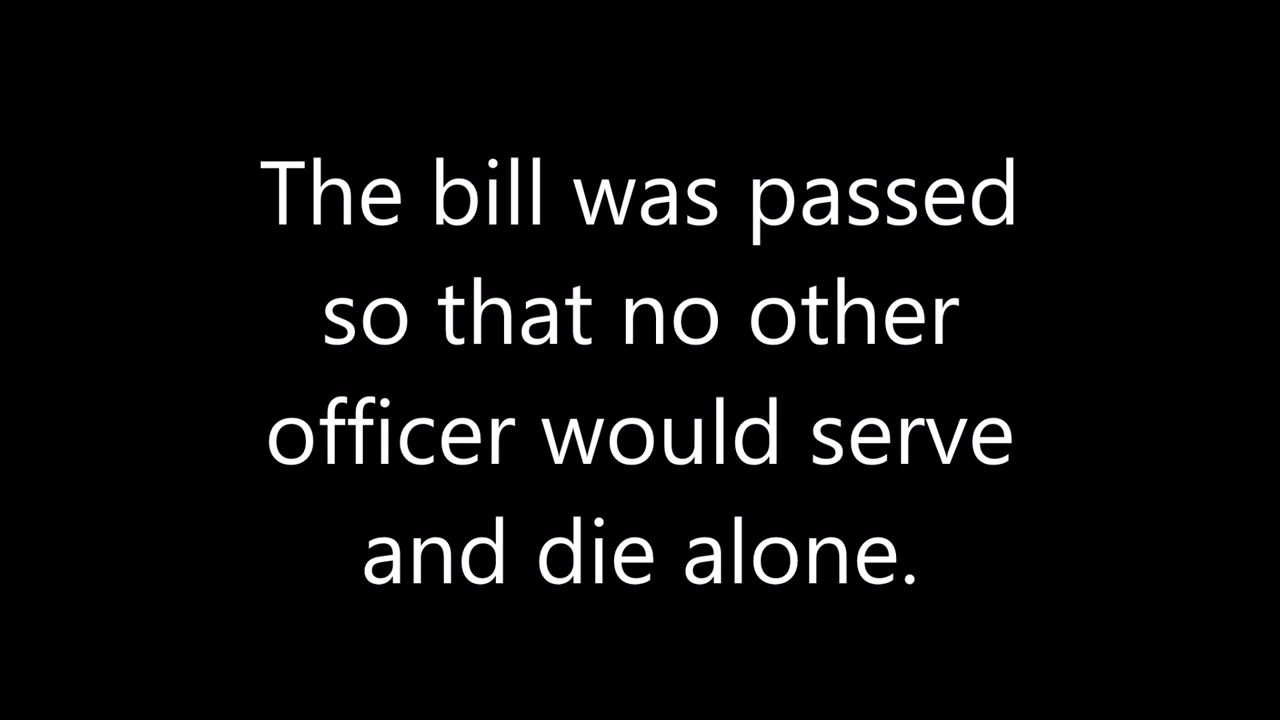 The bill was passed
so that no other
officer would serve
and die alone.